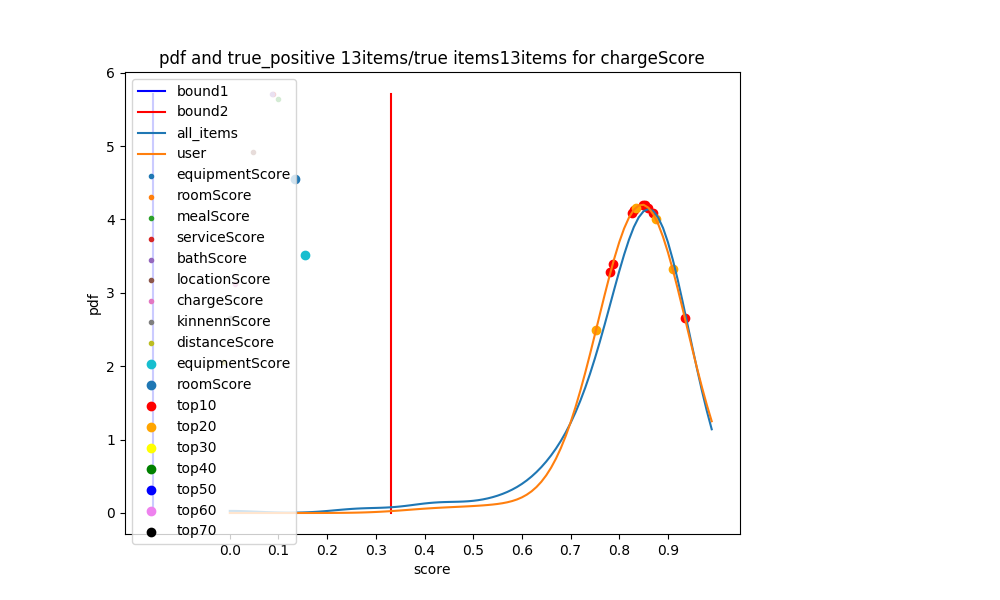 pdf and true_positive 13items/true items13items for chargeScore
6
5
4
3
2
1
0
pdf
bound1
bound2
all_items
user
equipmentScore
roomScore
mealScore
serviceScore
bathScore
locationScore
chargeScore
kinnennScore
distanceScore
equipmentScore
roomScore
top10
top20
top30
top40
top50
top60
top70
0.0 0.1 0.2 0.3 0.4 0.5 0.6 0.7 0.8 0.9
score